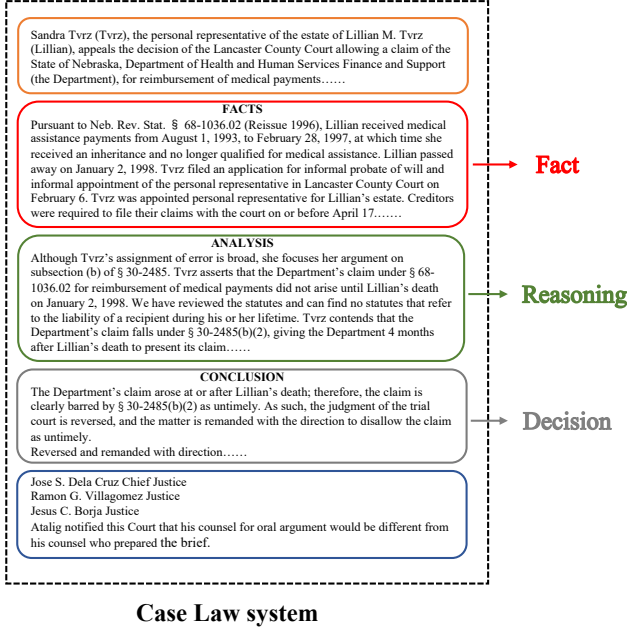 Sandra Tvrz (Tvrz), the personal representative of the estate of Lillian M. Tvrz
(Lillian), appeals the decision of the Lancaster County Court allowing a claim of the
State of Nebraska, Department of Health and Human Services Finance and Support
(the Department), for reimbursement of medical payments……
FACTS
Pursuant to Neb. Rev. Stat. § 68-1036.02 (Reissue 1996), Lillian received medical
assistance payments from August 1, 1993, to February 28, 1997, at which time she
received an inheritance and no longer qualified for medical assistance. Lillian passed
away on January 2, 1998. Tvrz filed an application for informal probate of will and
informal appointment of the personal representative in Lancaster County Court on
February 6. Tvrz was appointed personal representative for Lillian's estate. Creditors
were required to file their claims with the court on or before April 17.……
Fact
ANALYSIS
Although Tvrz's assignment of error is broad, she focuses her argument on
subsection (b) of § 30-2485. Tvrz asserts that the Department's claim under § 68-
1036.02 for reimbursement of medical payments did not arise until Lillian's death
on January 2, 1998. We have reviewed the statutes and can find no statutes that refer
to the liability of a recipient during his or her lifetime. Tvrz contends that the
Department's claim falls under § 30-2485(b)(2), giving the Department 4 months
after Lillian's death to present its claim……
Reasoning
CONCLUSION
The Department's claim arose at or after Lillian's death; therefore, the claim is
clearly barred by § 30-2485(b)(2) as untimely. As such, the judgment of the trial
court is reversed, and the matter is remanded with the direction to disallow the claim
as untimely.
Reversed and remanded with direction……
Decision
Jose S. Dela Cruz Chief Justice
Ramon G. Villagomez Justice
Jesus C. Borja Justice
Atalig notified this Court that his counsel for oral argument would be different from
his counsel who prepared the brief.
Case Law system